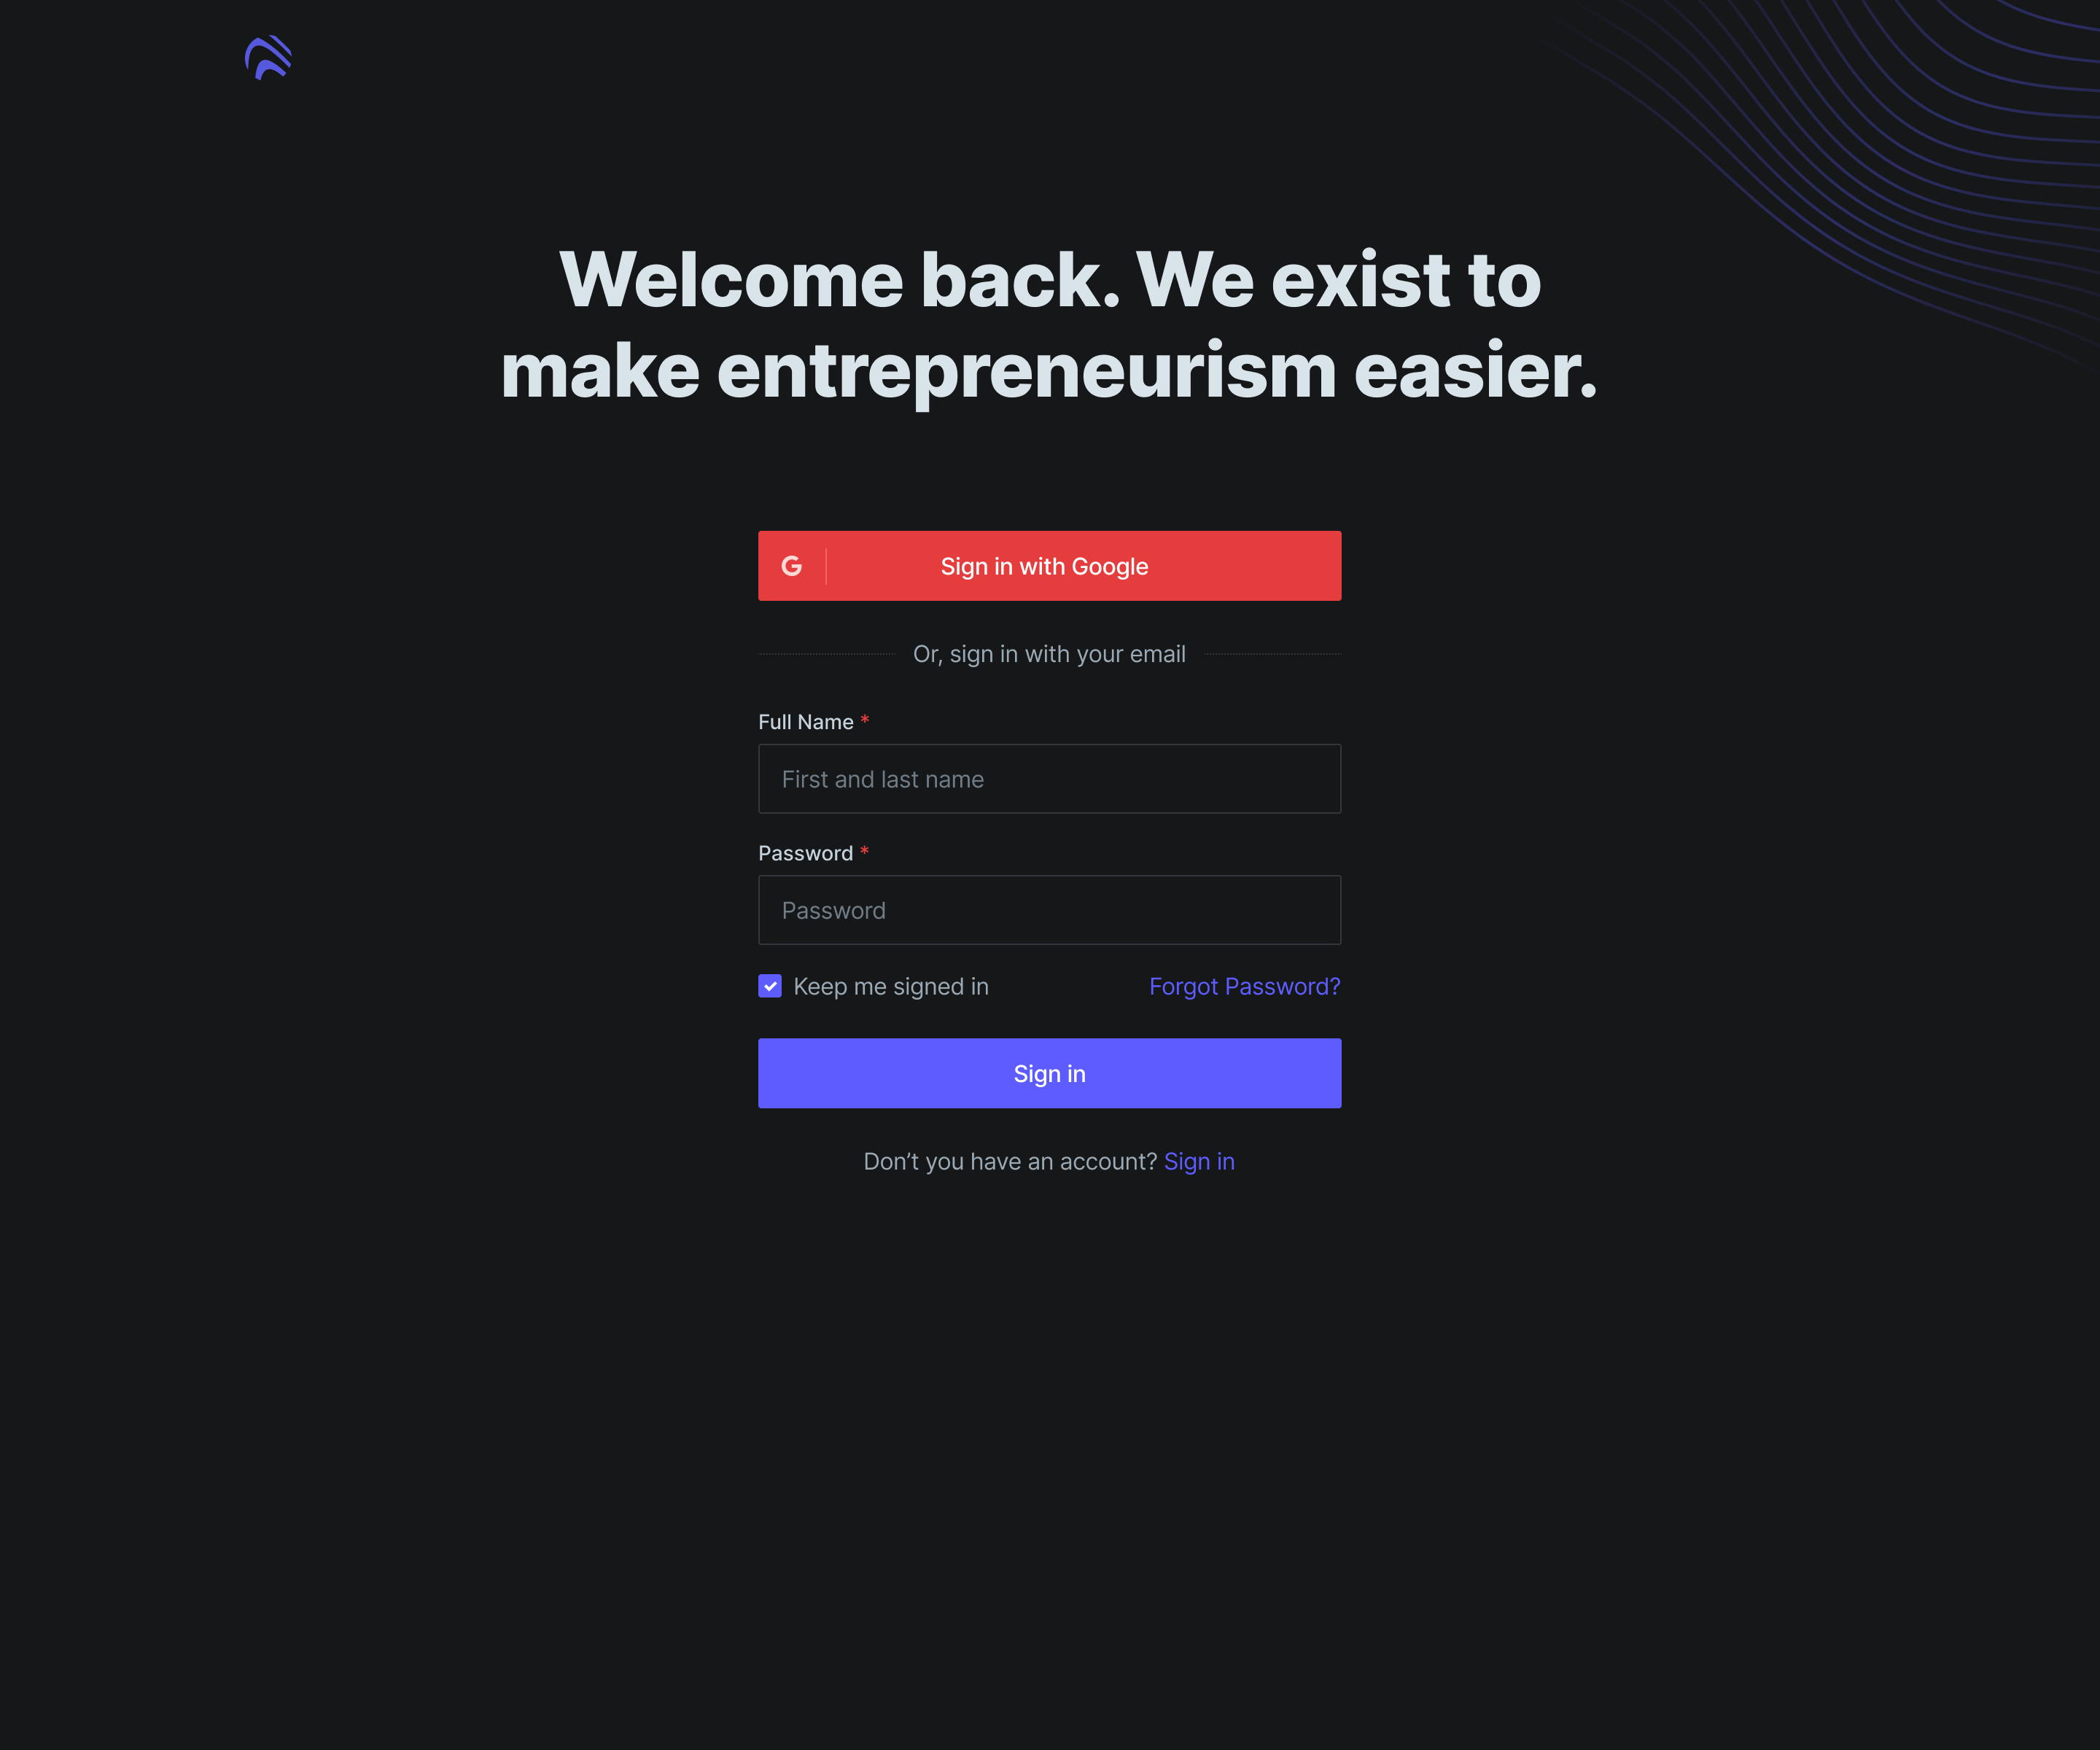 Welcome back. We exist to
make entrepreneurism easier.
G
Sign in with Google
Or, sign in with your email
Full Name *
First and last name
Password *
Password
Keep me signed in
Forgot Password?
Sign in
Don’t you have an account? Sign in